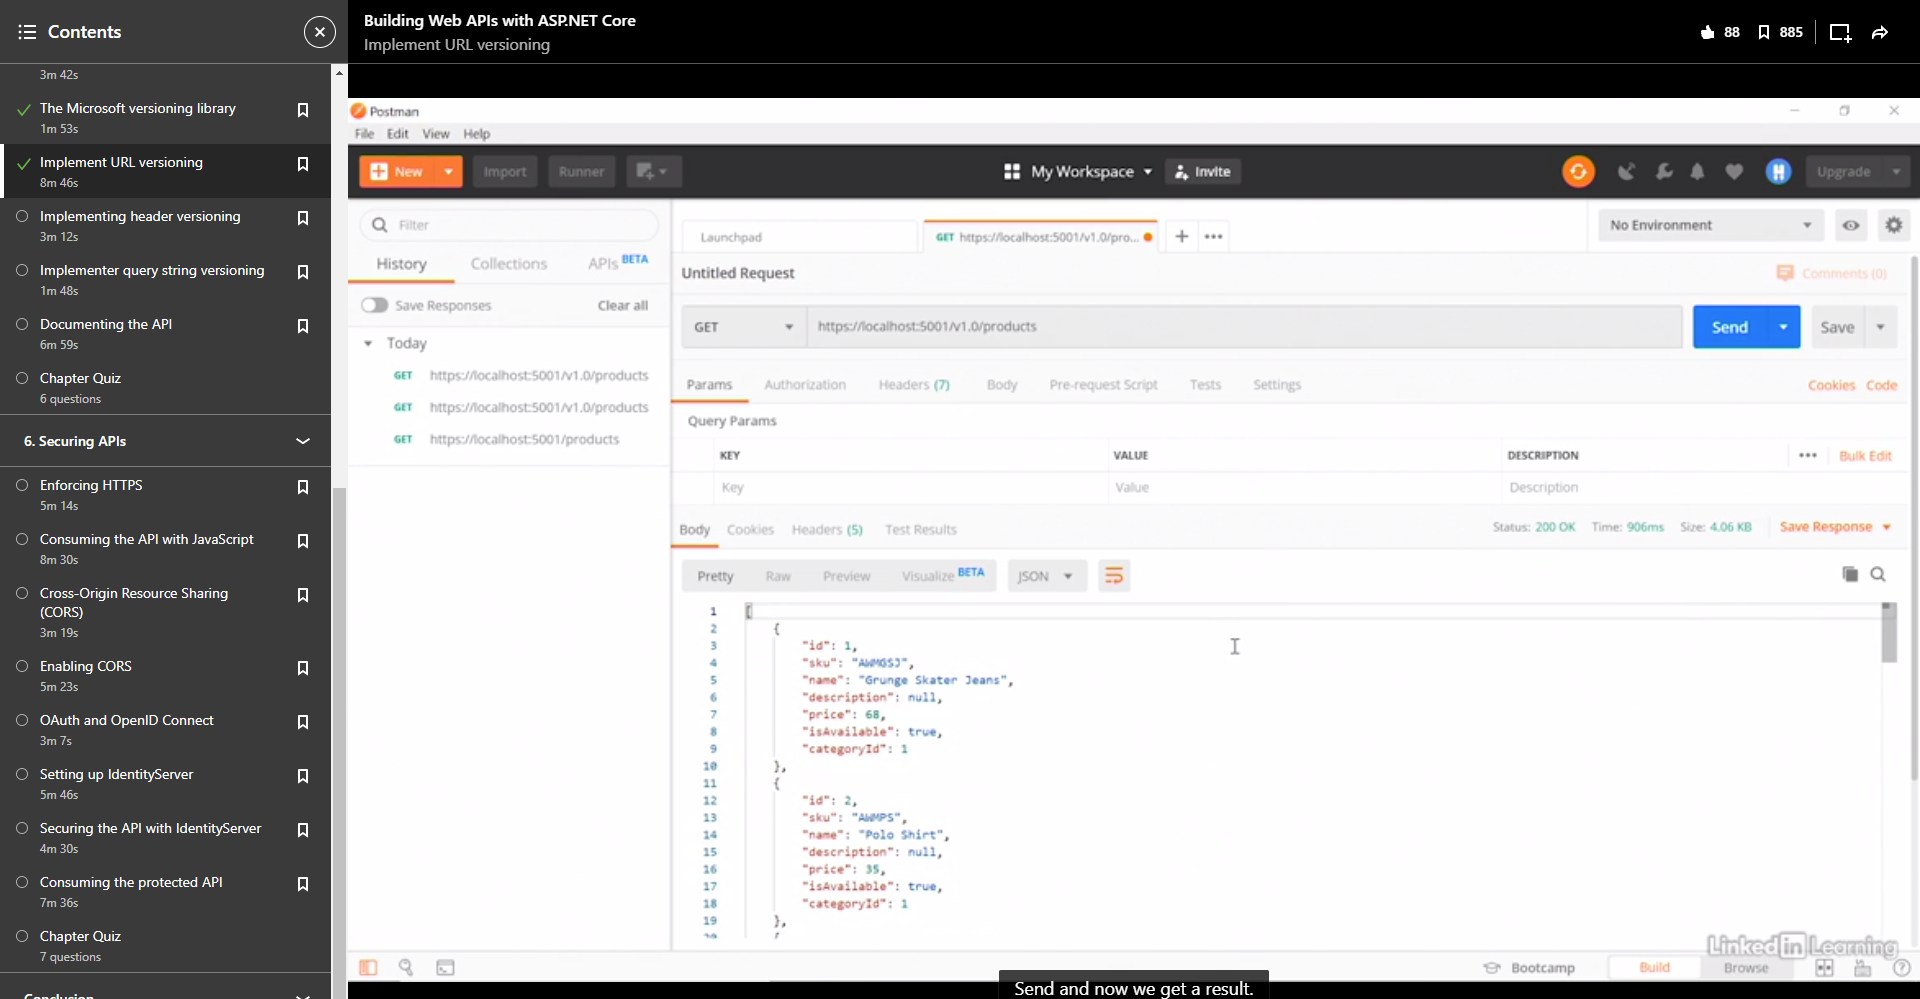 Contents
3m 42s
The Microsoft versioning library
1m 53s
Implement URL versioning
8m 46s
Implementing header versioning
3m 12s
Implementer query string versioning
1m 48s
Documenting the API
6m 59s
Chapter Quiz
6 questions
6. Securing APIs
Enforcing HTTPS
5m 14s
Consuming the API with JavaScript
8m 30s
Cross-Origin Resource Sharing
(CORS)
3m 19s
Enabling CORS
5m 23s
OAuth and OpenID Connect
3m 7s
Setting up IdentityServer
5m 46s
Securing the API with IdentityServer
4m 30s
Consuming the protected API
7m 36s
Chapter Quiz
7 questions
Conclusion
Building Web APIs with ASP.NET Core
Implement URL versioning
88 885
Postman
File Edit View Help
New Import Runner My Workspace Invite Upgrade
Filter
History Collections APIs BETA
Save Responses Clear all
Today
GET https://localhost:5001/v1.0/products
GET https://localhost:5001/v1.0/products
GET https://localhost:5001/products
Launchpad GET https://localhost:5001/v1.0/pro... No Environment
Untitled Request Comments (0)
GET https://localhost:5001/v1.0/products Send Save
Params Authorization Headers (7) Body Pre-request Script Tests Settings Cookies Code
Query Params
KEY VALUE DESCRIPTION Bulk Edit
Key Value Description
Body Cookies Headers (5) Test Results Status: 200 OK Time: 906ms Size: 4.06 KB Save Response
Pretty Raw Preview Visualize BETA JSON
1 [
2 {
3 "id": 1,
4 "sku": "AWMGSJ",
5 "name": "Grunge Skater Jeans",
6 "description": null,
7 "price": 68,
8 "isAvailable": true,
9 "categoryId": 1
10 },
11 {
12 "id": 2,
13 "sku": "AWMPS",
14 "name": "Polo Shirt",
15 "description": null,
16 "price": 35,
17 "isAvailable": true,
18 "categoryId": 1
19 },
Linked in Learning
Bootcamp Build Browse
Send and now we get a result.